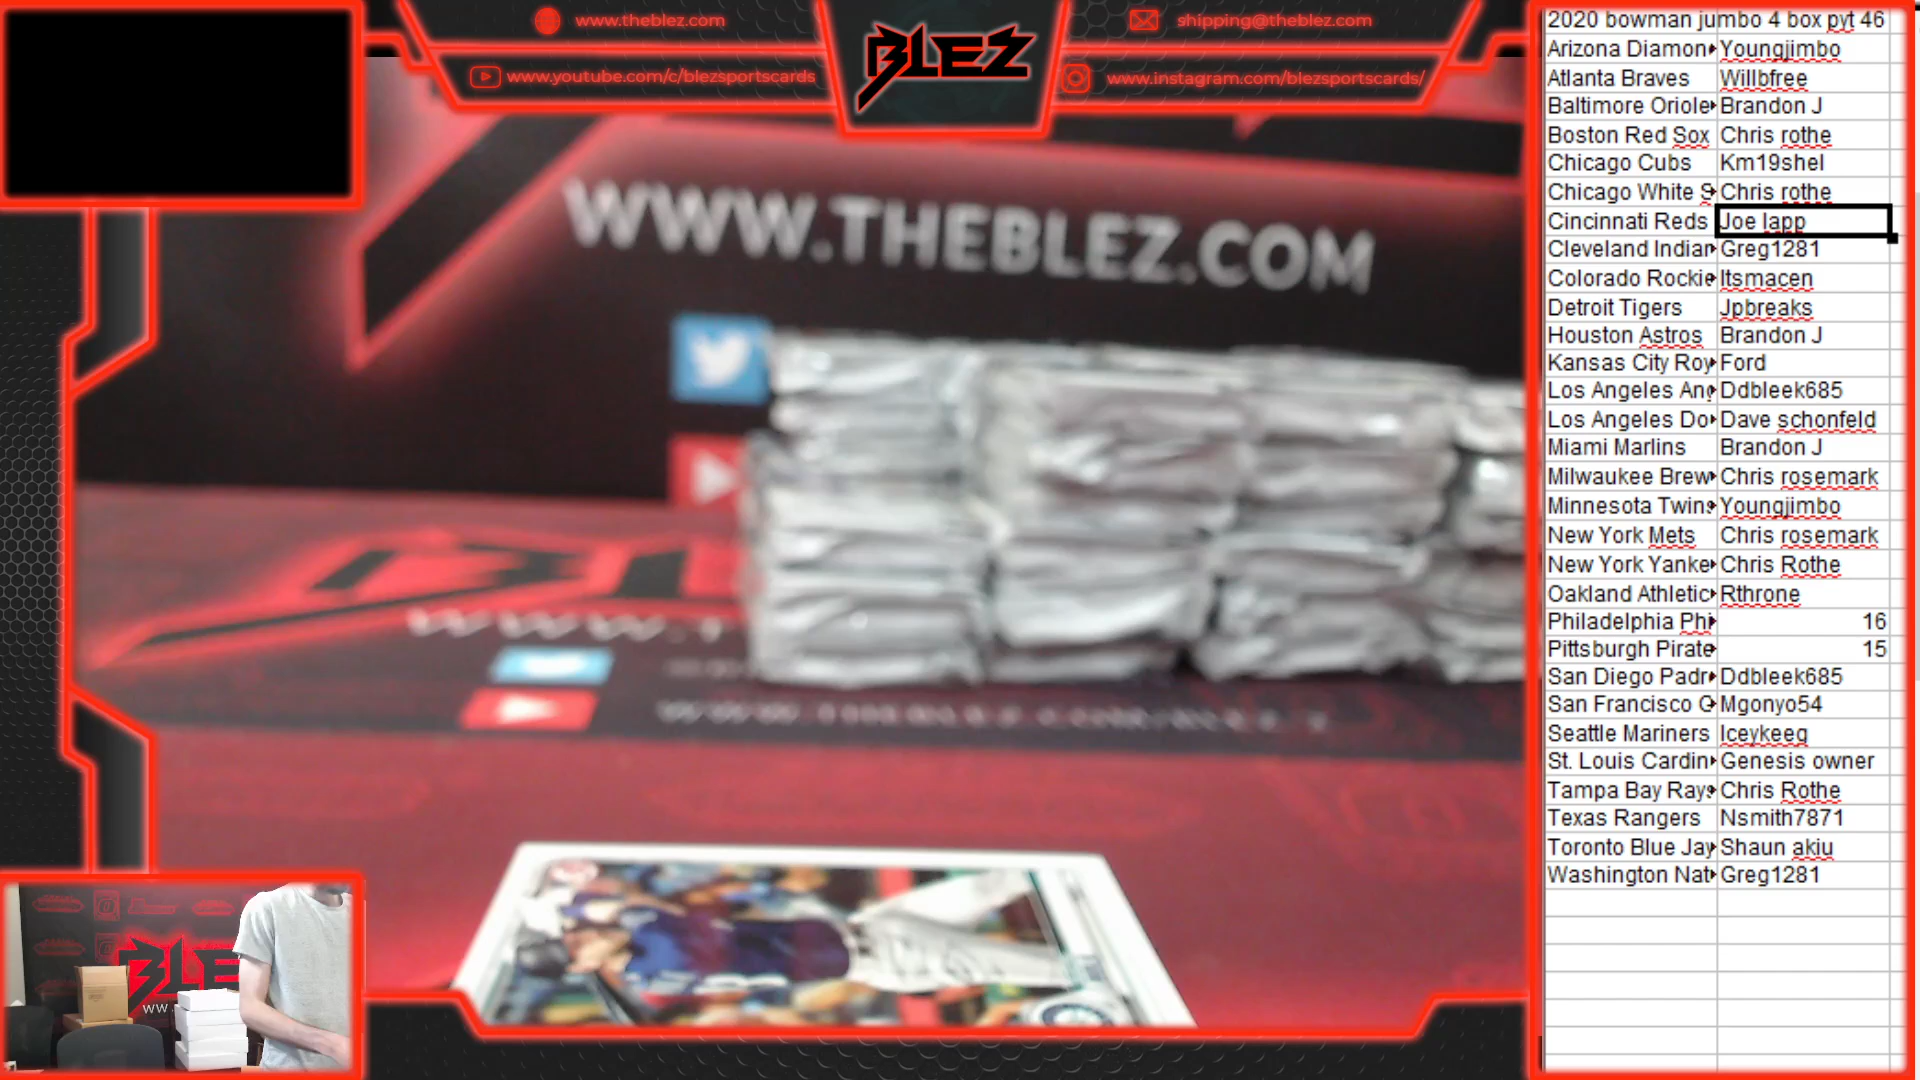 www.theblez.com
BLEZ
shipping@theblez.com
www.youtube.com/c/blezsportscards
www.instagram.com/blezsportscards/
WWW.THEBLEZ.COM
2020 bowman jumbo 4 box pyt 46
Arizona Diamon Youngjimbo
Atlanta Braves Willbfree
Baltimore Oriole Brandon J
Boston Red Sox Chris rothe
Chicago Cubs Km19shel
Chicago White S Chris rothe
Cincinnati Reds Joe lapp
Cleveland Indian Greg1281
Colorado Rockie Itsmacen
Detroit Tigers Jpbreaks
Houston Astros Brandon J
Kansas City Roy Ford
Los Angeles Ang Ddbleek685
Los Angeles Do Dave schonfeld
Miami Marlins Brandon J
Milwaukee Brew Chris rosemark
Minnesota Twins Youngjimbo
New York Mets Chris rosemark
New York Yanke Chris Rothe
Oakland Athletic Rthrone
Philadelphia Phi 16
Pittsburgh Pirate 15
San Diego Padr Ddbleek685
San Francisco G Mgonyo54
Seattle Mariners Iceykeeg
St. Louis Cardin Genesis owner
Tampa Bay Rays Chris Rothe
Texas Rangers Nsmith7871
Toronto Blue Jay Shaun akiu
Washington Nat Greg1281